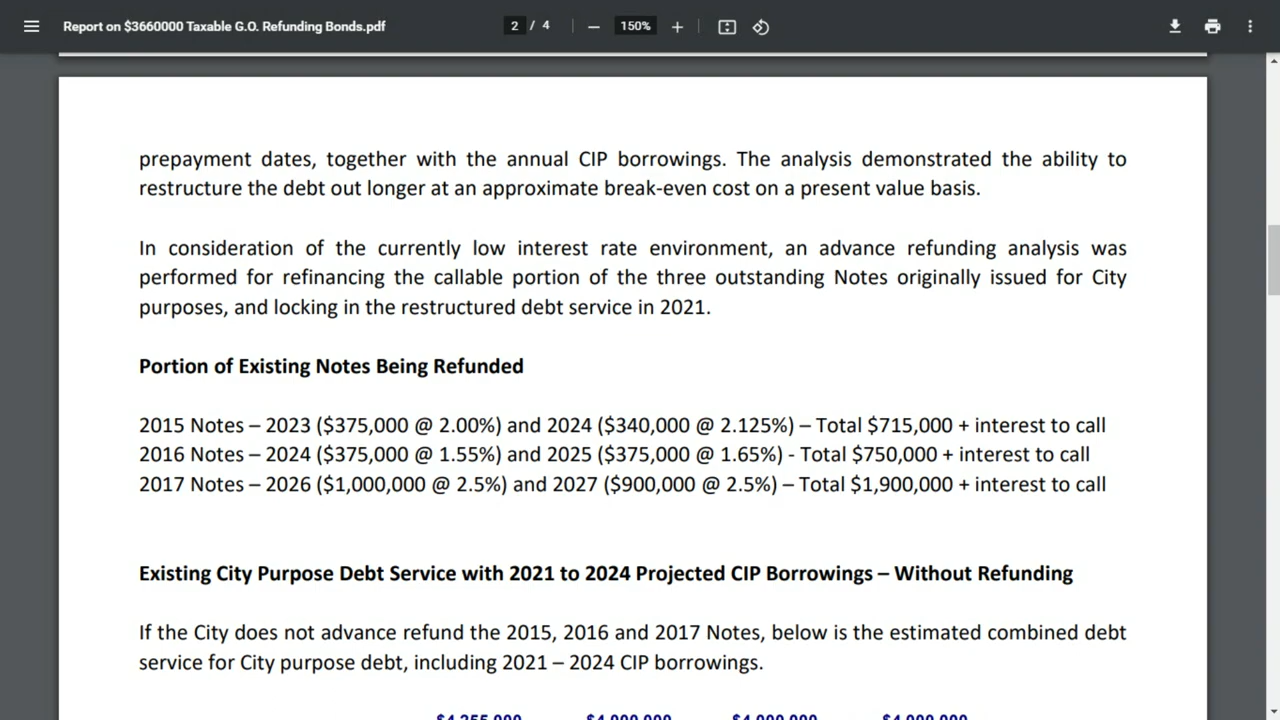 Report on $3660000 Taxable G.O. Refunding Bonds.pdf
2 / 4
150%
prepayment dates, together with the annual CIP borrowings. The analysis demonstrated the ability to
restructure the debt out longer at an approximate break-even cost on a present value basis.
In consideration of the currently low interest rate environment, an advance refunding analysis was
performed for refinancing the callable portion of the three outstanding Notes originally issued for City
purposes, and locking in the restructured debt service in 2021.
Portion of Existing Notes Being Refunded
2015 Notes – 2023 ($375,000 @ 2.00%) and 2024 ($340,000 @ 2.125%) – Total $715,000 + interest to call
2016 Notes – 2024 ($375,000 @ 1.55%) and 2025 ($375,000 @ 1.65%) - Total $750,000 + interest to call
2017 Notes – 2026 ($1,000,000 @ 2.5%) and 2027 ($900,000 @ 2.5%) – Total $1,900,000 + interest to call
Existing City Purpose Debt Service with 2021 to 2024 Projected CIP Borrowings – Without Refunding
If the City does not advance refund the 2015, 2016 and 2017 Notes, below is the estimated combined debt
service for City purpose debt, including 2021 – 2024 CIP borrowings.